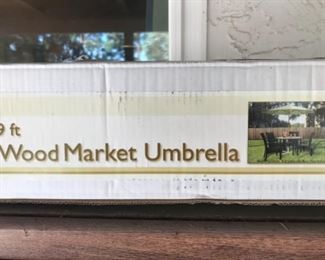 9 ft
Wood Market Umbrella